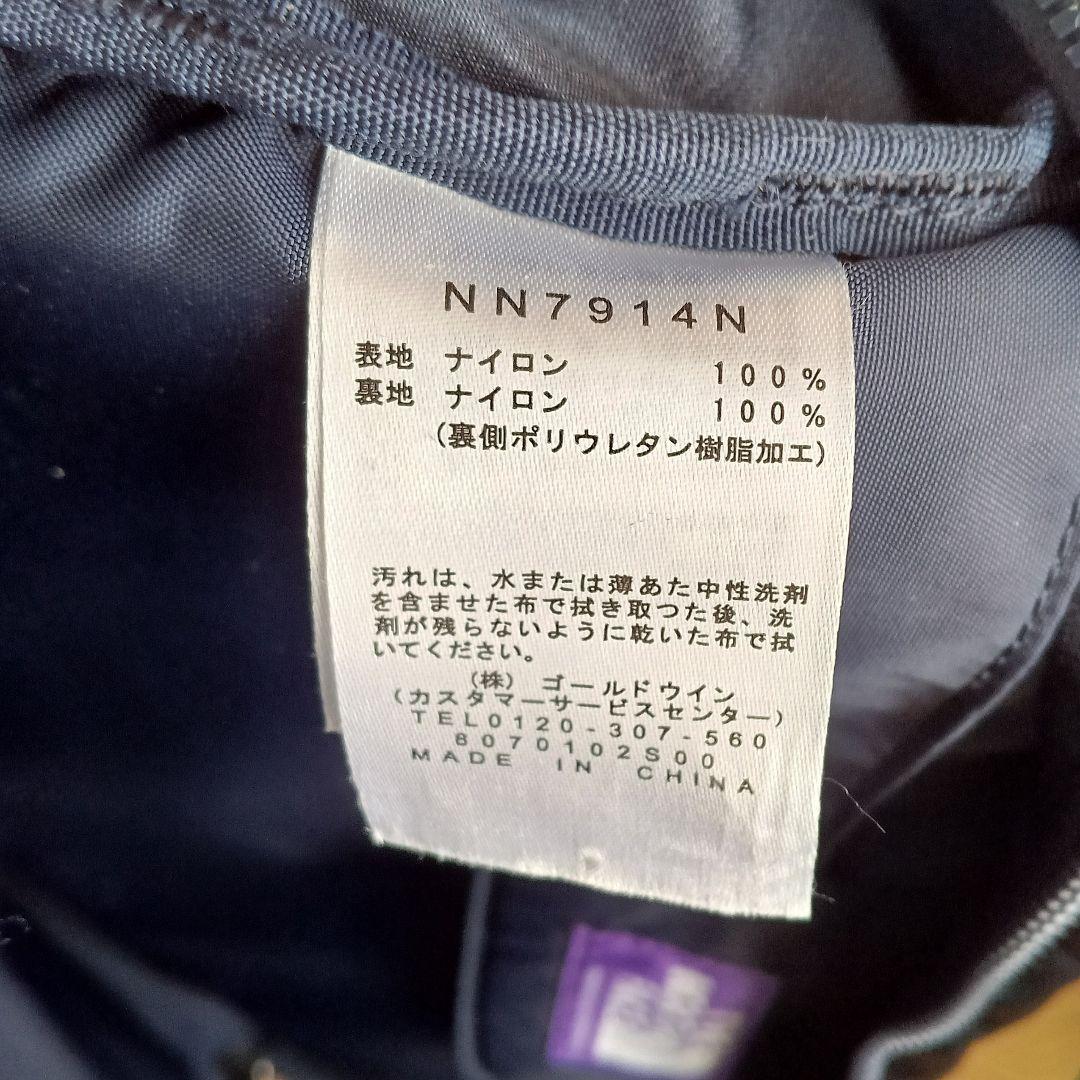 NN7914N
表地 ナイロン 100%
裏地 ナイロン 100%
(裏側ポリウレタン樹脂加工)
汚れは、水または薄あた中性洗剤
を含ませた布で拭き取つた後、洗
剤が残らないように乾いた布で拭
いてください。
(株) ゴールドウイン
(カスタマーサービスセンター)
TEL0120-307-560
8070102S00
MADE IN CHINA